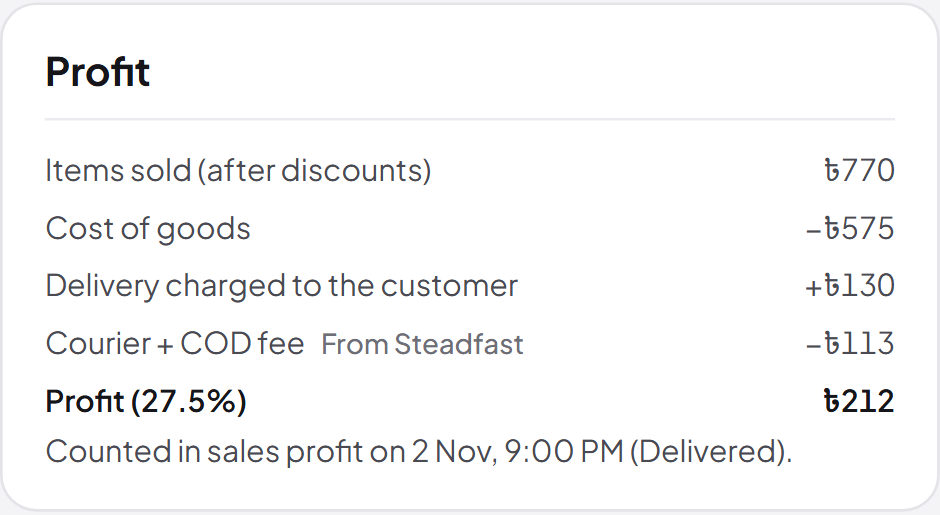 Profit
Items sold (after discounts) ৳770
Cost of goods −৳575
Delivery charged to the customer +৳130
Courier + COD fee From Steadfast −৳113
Profit (27.5%) ৳212
Counted in sales profit on 2 Nov, 9:00 PM (Delivered).